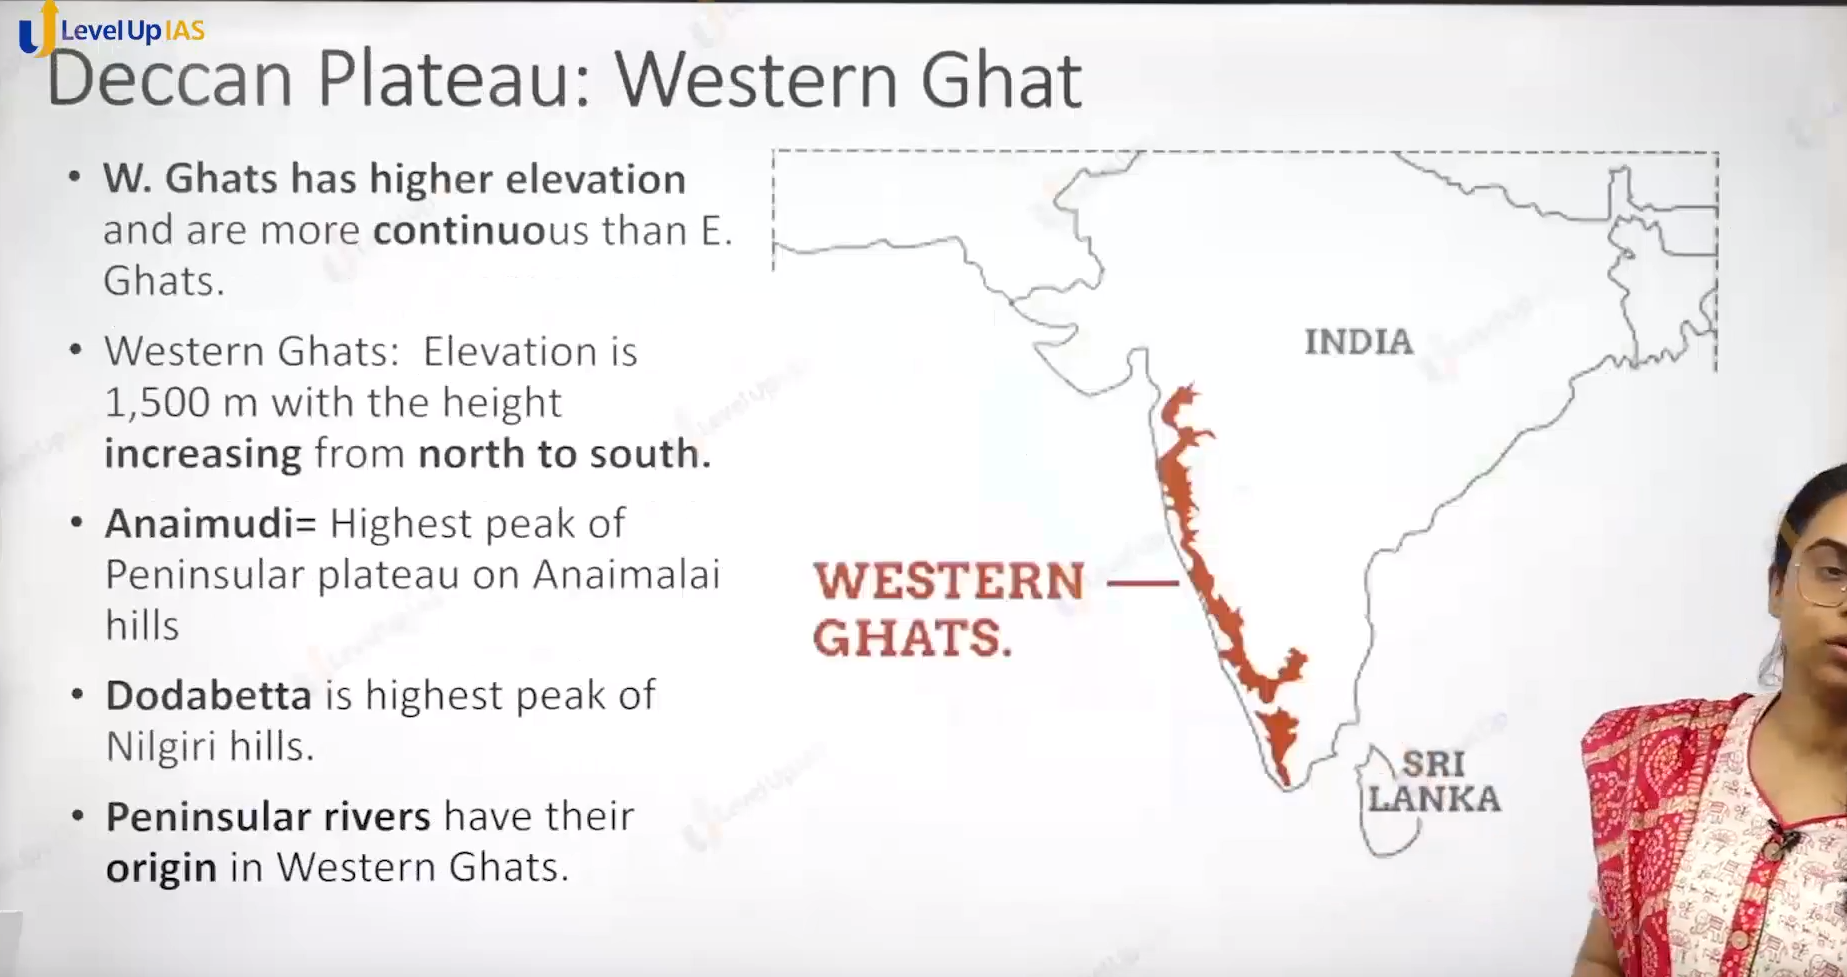 Level Up IAS
Deccan Plateau: Western Ghat
• W. Ghats has higher elevation
and are more continuous than E.
Ghats.
• Western Ghats: Elevation is
1,500 m with the height
increasing from north to south.
• Anaimudi= Highest peak of
Peninsular plateau on Anaimalai
hills
• Dodabetta is highest peak of
Nilgiri hills.
• Peninsular rivers have their
origin in Western Ghats.
INDIA
WESTERN
GHATS.
SRI
LANKA